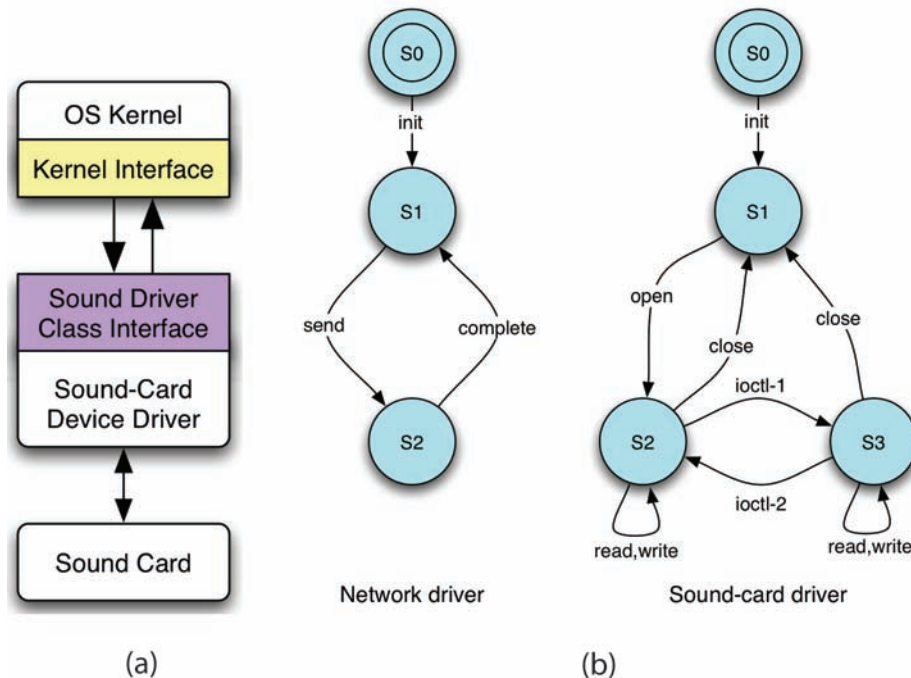 OS Kernel
Kernel Interface
Sound Driver
Class Interface
Sound-Card
Device Driver
Sound Card
(a)
S0
init
S1
send
complete
S2
Network driver
S0
init
S1
open
close
close
ioctl-1
S2
S3
ioctl-2
read,write
read,write
Sound-card driver
(b)